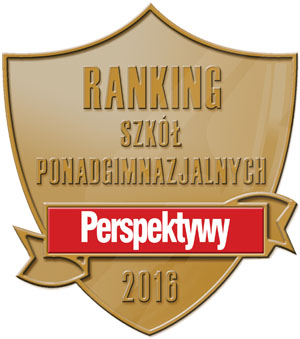 RANKING
SZKÓŁ
PONADGIMNAZJALNYCH
Perspektywy
2016